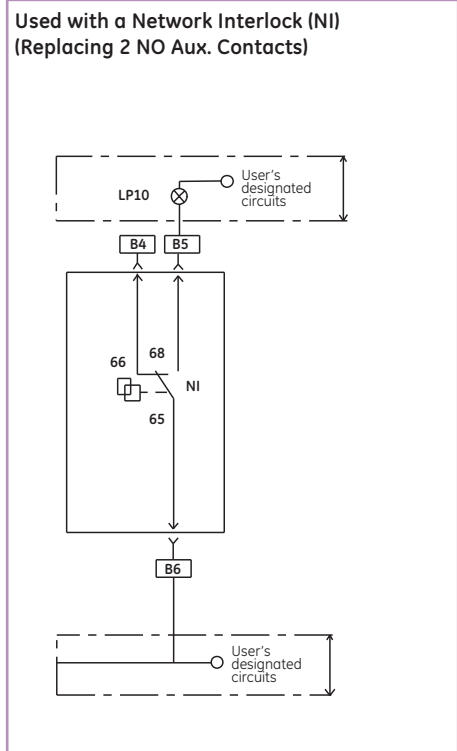 Used with a Network Interlock (NI)
(Replacing 2 NO Aux. Contacts)
LP10
User's
designated
circuits
B4 B5
66 68
NI
65
B6
User's
designated
circuits